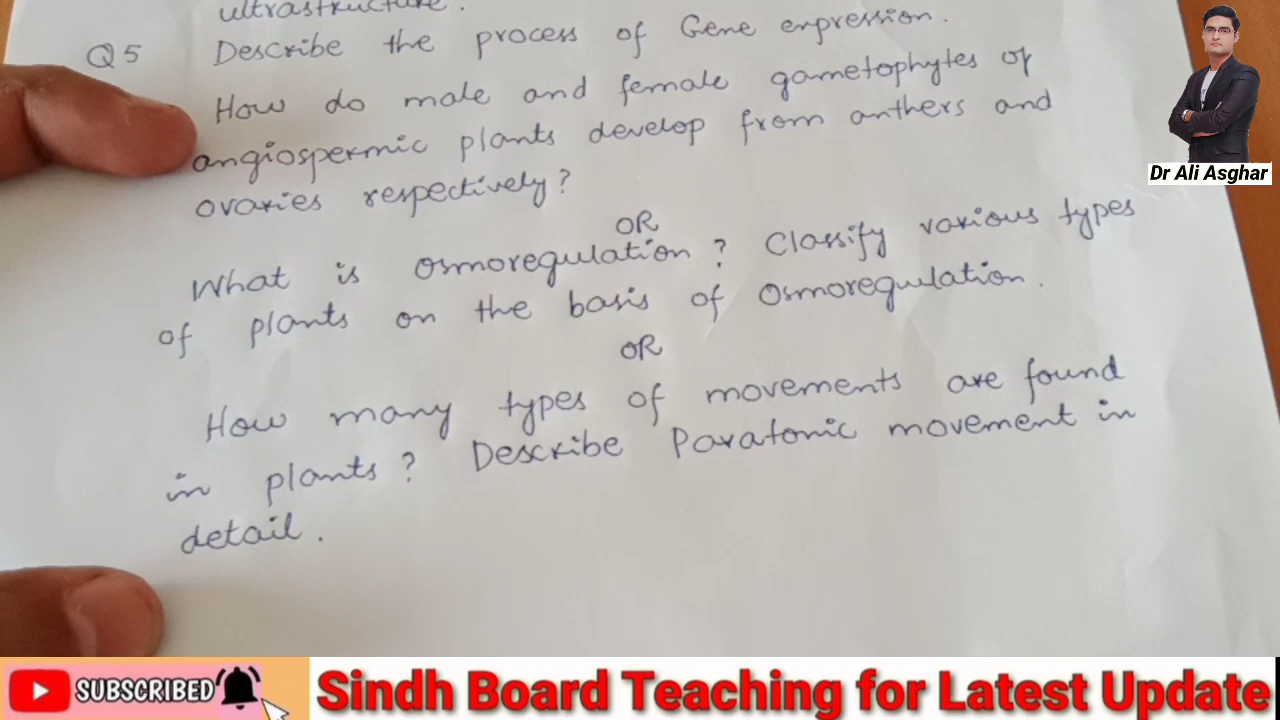 ultrastructure.
Q5 Describe the process of Gene expression.
How do male and female gametophytes of
angiospermic plants develop from anthers and
ovaries respectively?
OR
What is osmoregulation? Classify various types
of plants on the basis of Osmoregulation.
OR
How many types of movements are found
in plants? Describe Paratonic movement in
detail.
Dr Ali Asghar
SUBSCRIBED
Sindh Board Teaching for Latest Update